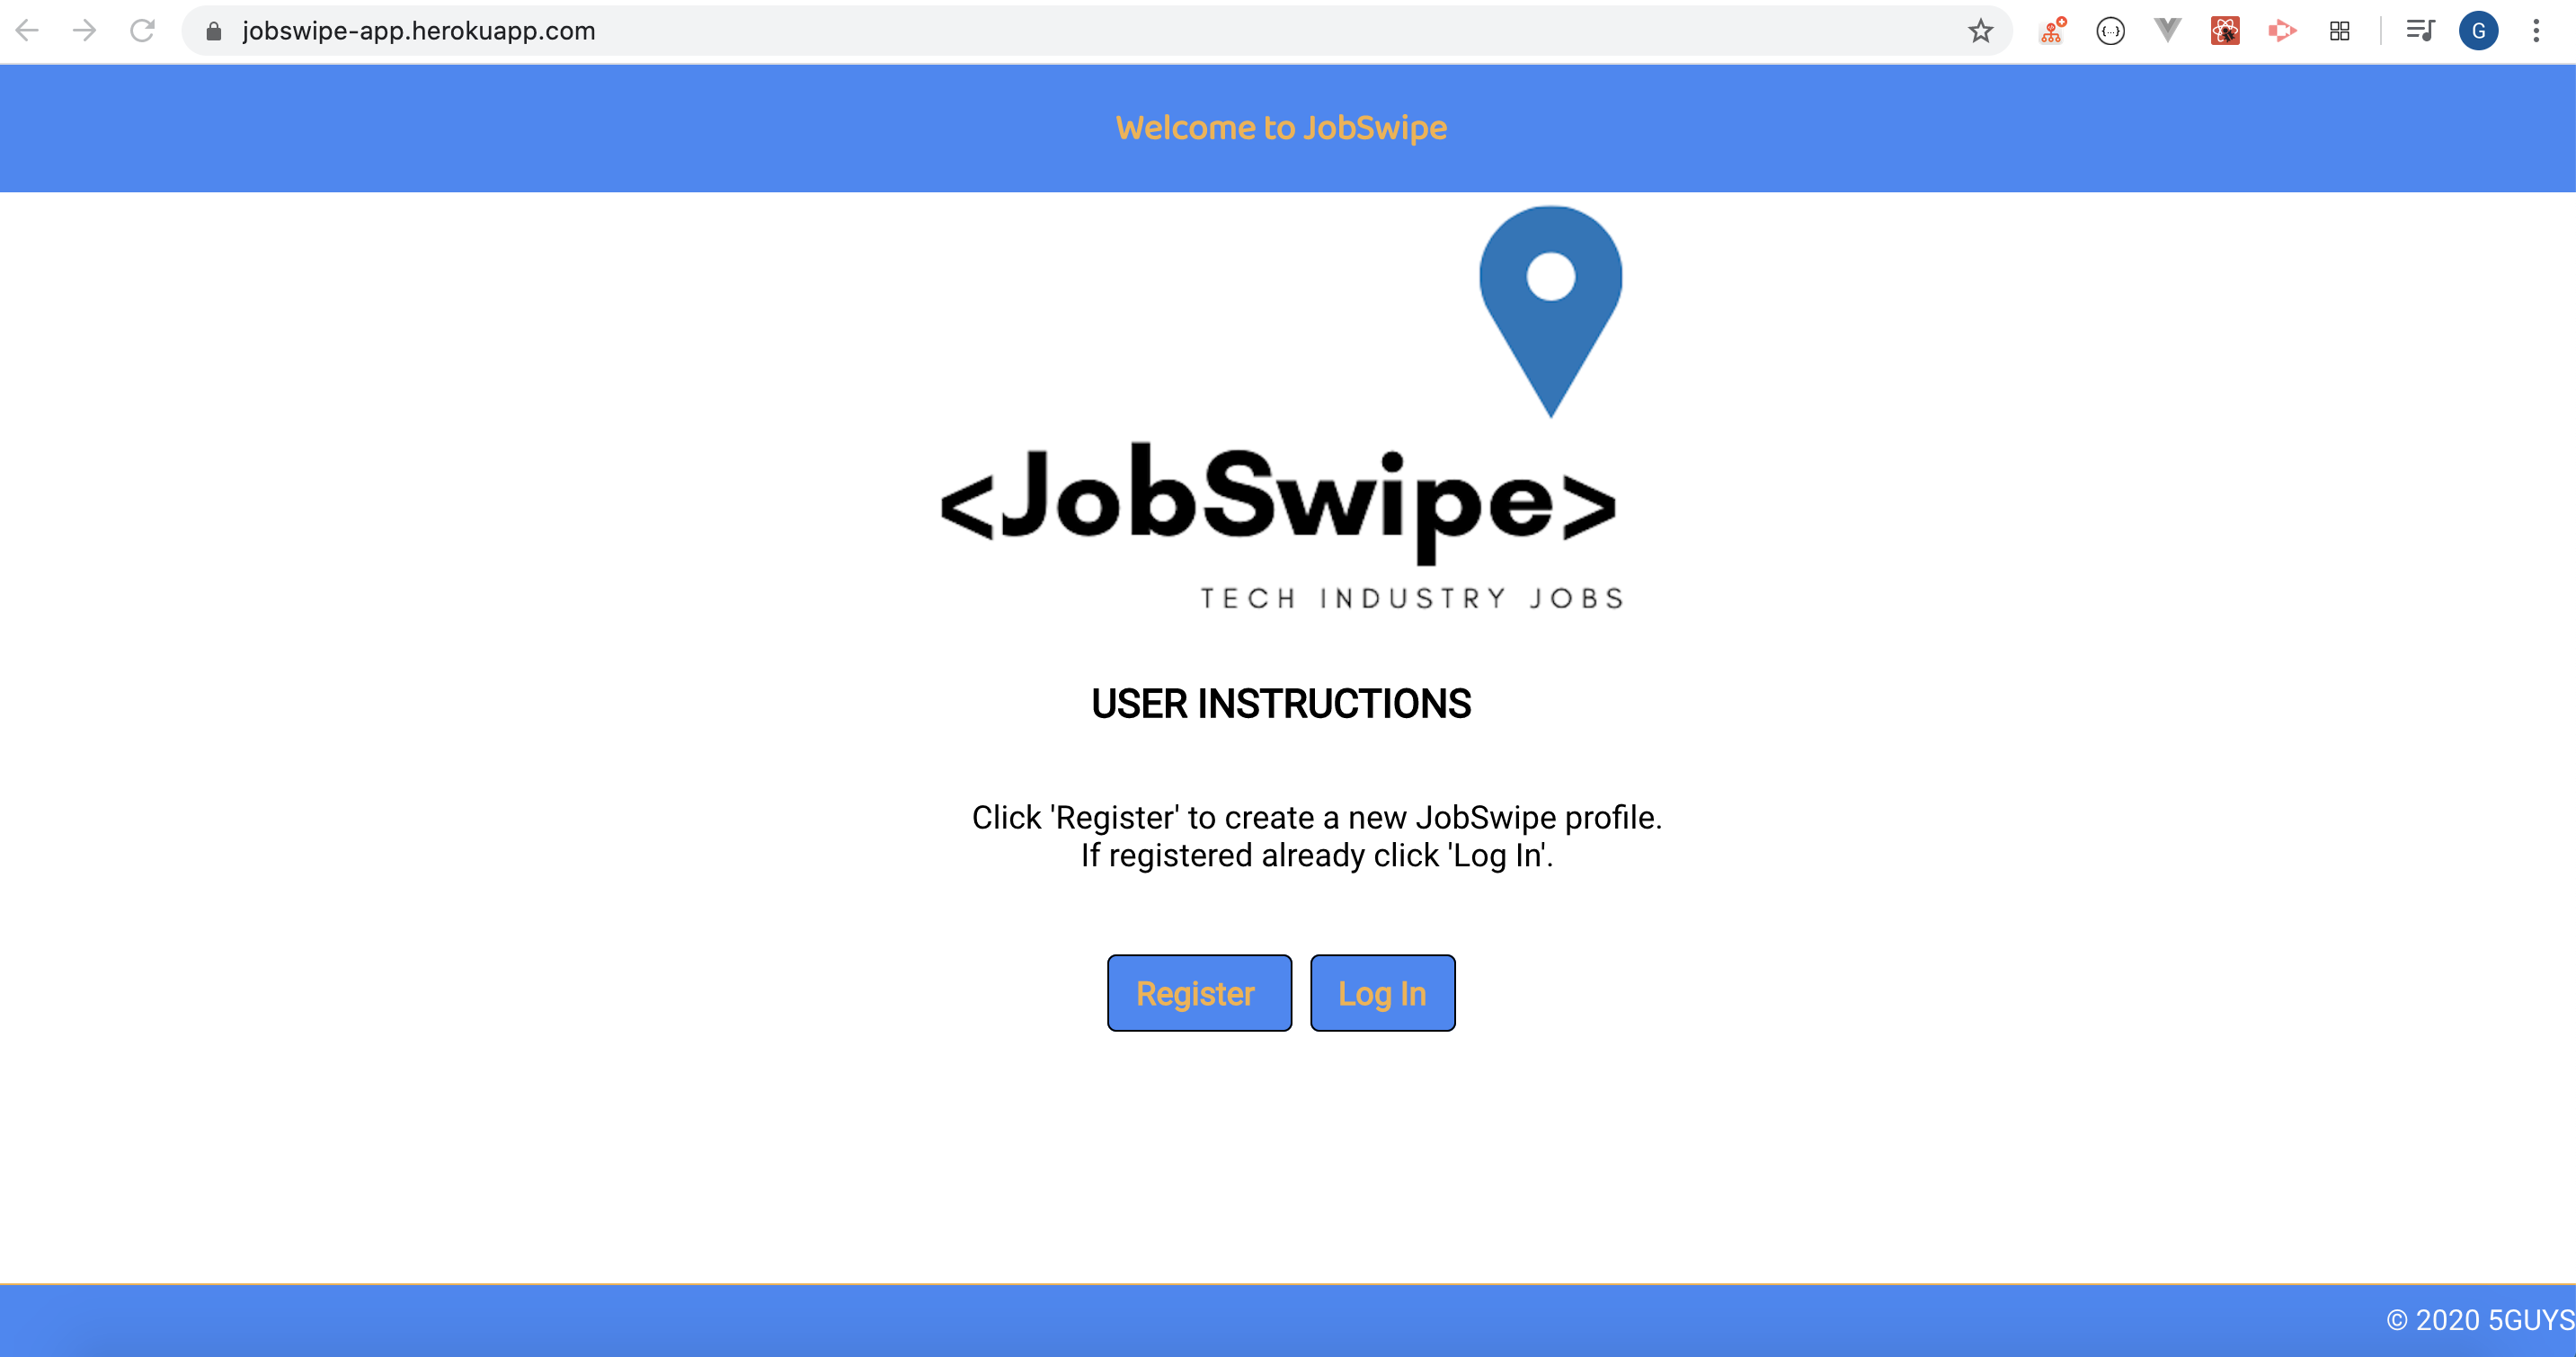 jobswipe-app.herokuapp.com
{...}
G
Welcome to JobSwipe
<JobSwipe>
TECH INDUSTRY JOBS
USER INSTRUCTIONS
Click 'Register' to create a new JobSwipe profile.
If registered already click 'Log In'.
Register
Log In
© 2020 5GUYS